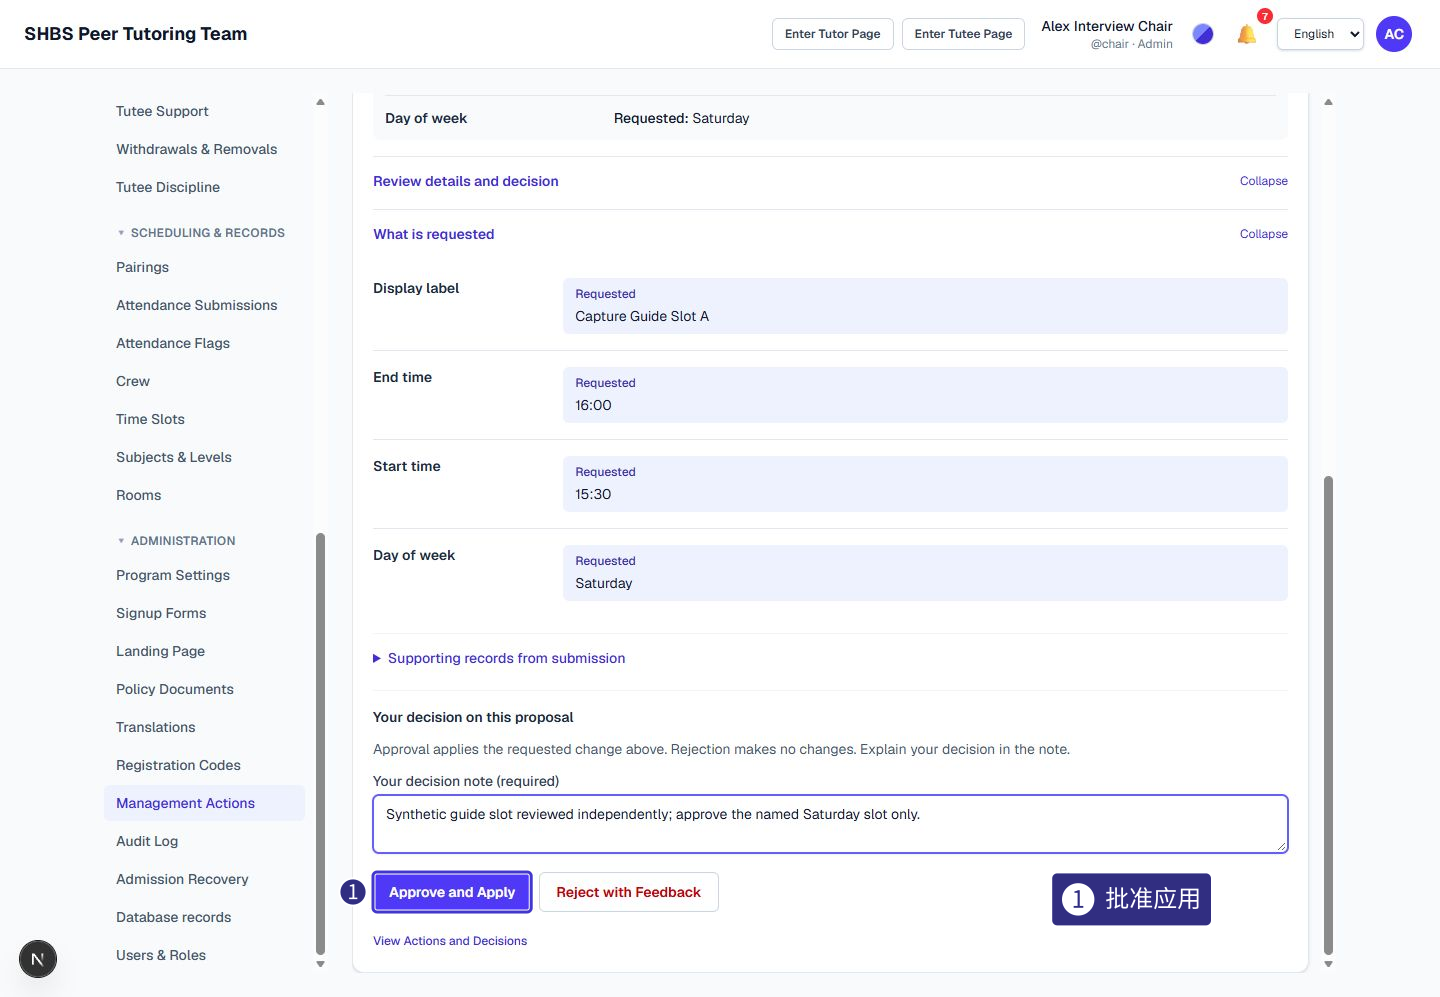 SHBS Peer Tutoring Team
Enter Tutor Page
Enter Tutee Page
Alex Interview Chair
@chair · Admin
7
English
AC
Tutee Support
Withdrawals & Removals
Tutee Discipline
SCHEDULING & RECORDS
Pairings
Attendance Submissions
Attendance Flags
Crew
Time Slots
Subjects & Levels
Rooms
ADMINISTRATION
Program Settings
Signup Forms
Landing Page
Policy Documents
Translations
Registration Codes
Management Actions
Audit Log
Admission Recovery
Database records
Users & Roles
N
Day of week Requested: Saturday
Review details and decision Collapse
What is requested Collapse
Display label
Requested
Capture Guide Slot A
End time
Requested
16:00
Start time
Requested
15:30
Day of week
Requested
Saturday
Supporting records from submission
Your decision on this proposal
Approval applies the requested change above. Rejection makes no changes. Explain your decision in the note.
Your decision note (required)
Synthetic guide slot reviewed independently; approve the named Saturday slot only.
1 Approve and Apply Reject with Feedback
1 批准应用
View Actions and Decisions